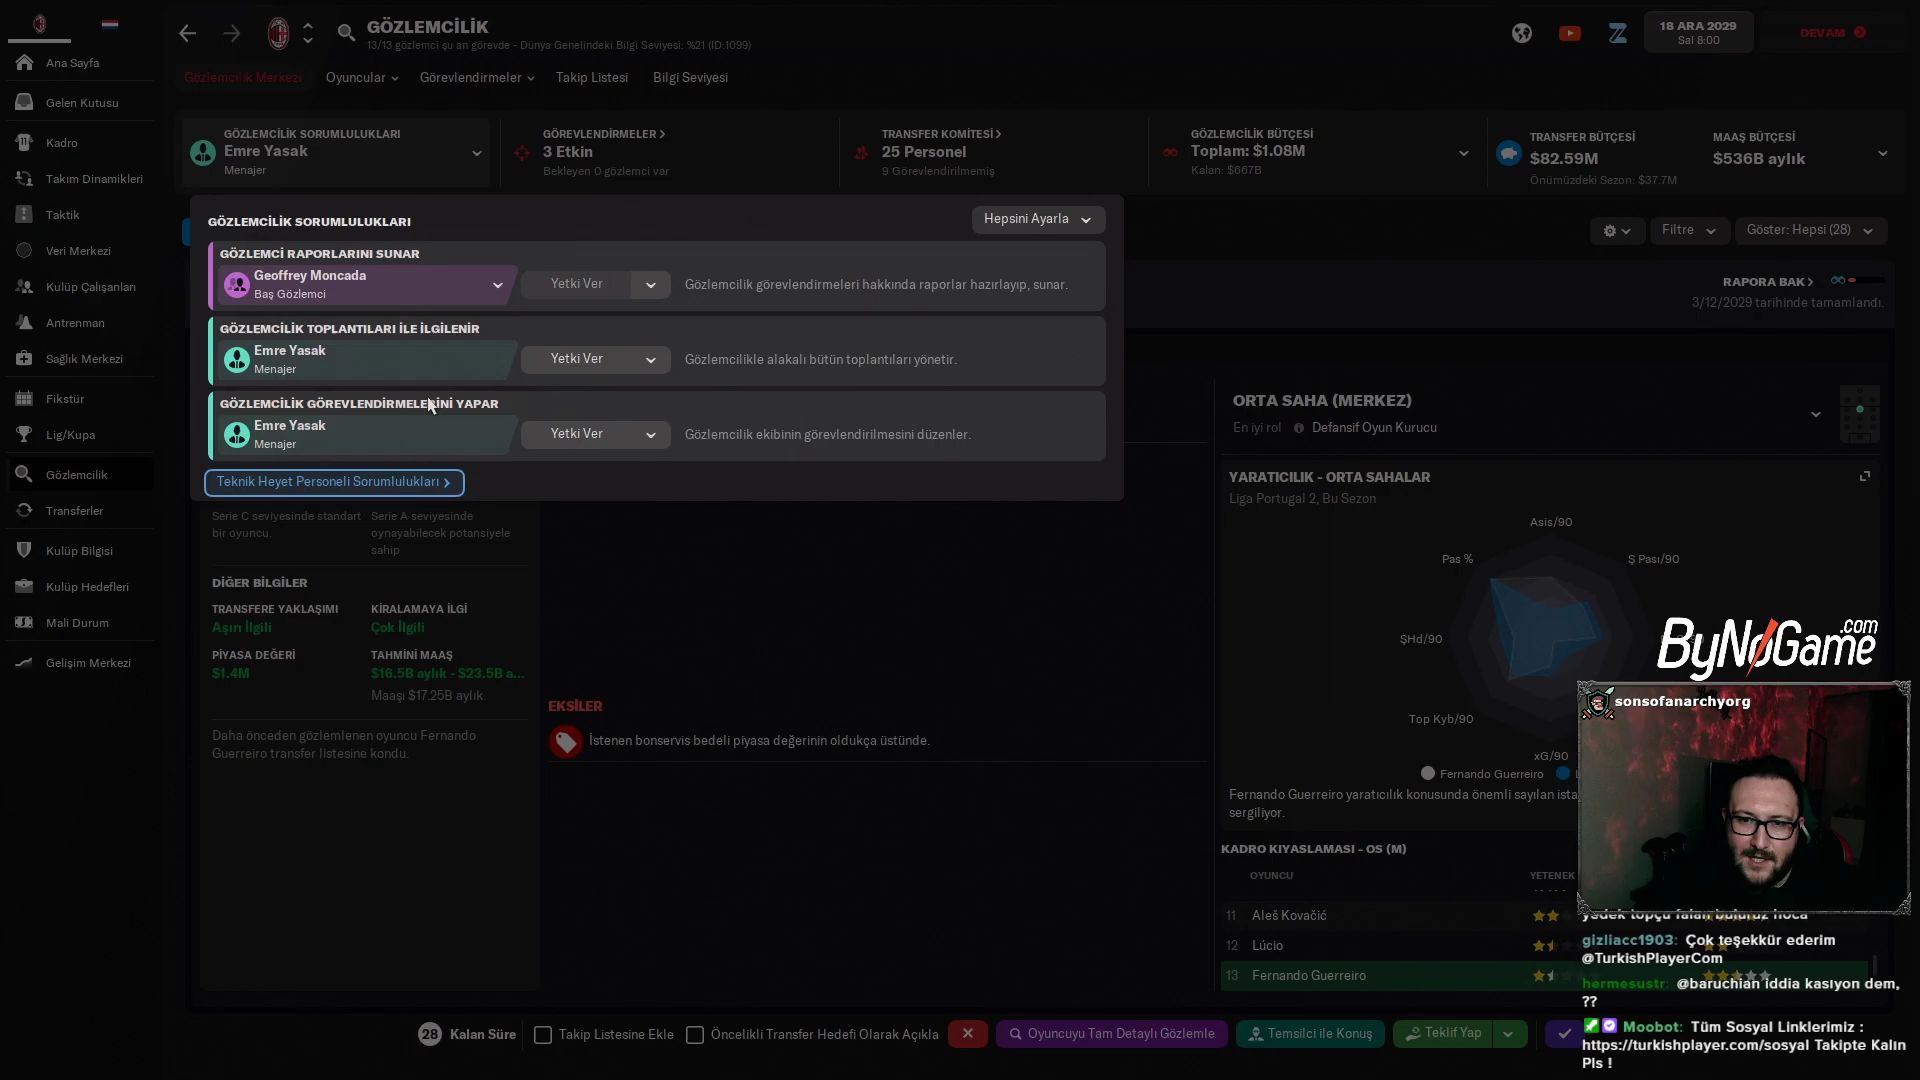 GÖZLEMCİLİK
13/13 gözlemci şu an görevde - Dünya Genelindeki Bilgi Seviyesi: %21 (ID:1099)
18 ARA 2029
Sal 8:00
DEVAM
Gözlemcilik Merkezi
Oyuncular
Görevlendirmeler
Takip Listesi
Bilgi Seviyesi
Ana Sayfa
Gelen Kutusu
Kadro
Takım Dinamikleri
Taktik
Veri Merkezi
Kulüp Çalışanları
Antrenman
Sağlık Merkezi
Fikstür
Lig/Kupa
Gözlemcilik
Transferler
Kulüp Bilgisi
Kulüp Hedefleri
Mali Durum
Gelişim Merkezi
GÖZLEMCİLİK SORUMLULUKLARI
Emre Yasak
Menajer
GÖREVLENDİRMELER
3 Etkin
Bekleyen 0 gözlemci var
TRANSFER KOMİTESİ
25 Personel
9 Görevlendirilmemiş
GÖZLEMCİLİK BÜTÇESİ
Toplam: $1.08M
Kalan: $667B
TRANSFER BÜTÇESİ
$82.59M
Önümüzdeki Sezon: $37.7M
MAAŞ BÜTÇESİ
$536B aylık
GÖZLEMCİLİK SORUMLULUKLARI
Hepsini Ayarla
GÖZLEMCİ RAPORLARINI SUNAR
Geoffrey Moncada
Baş Gözlemci
Yetki Ver
Gözlemcilik görevlendirmeleri hakkında raporlar hazırlayıp, sunar.
GÖZLEMCİLİK TOPLANTILARI İLE İLGİLENİR
Emre Yasak
Menajer
Yetki Ver
Gözlemcilikle alakalı bütün toplantıları yönetir.
GÖZLEMCİLİK GÖREVLENDİRMELERİNİ YAPAR
Emre Yasak
Menajer
Yetki Ver
Gözlemcilik ekibinin görevlendirilmesini düzenler.
Teknik Heyet Personeli Sorumlulukları
Filtre
Göster: Hepsi (28)
RAPORA BAK
3/12/2029 tarihinde tamamlandı.
Serie C seviyesinde standart
bir oyuncu.
Serie A seviyesinde
oynayabilecek potansiyele
sahip
DİĞER BİLGİLER
TRANSFERE YAKLAŞIMI
Aşırı İlgili
KİRALAMAYA İLGİ
Çok İlgili
PİYASA DEĞERİ
$1.4M
TAHMİNİ MAAŞ
$16.5B aylık - $23.5B a...
Maaşı $17.25B aylık
Daha önceden gözlemlenen oyuncu Fernando
Guerreiro transfer listesine kondu.
EKSİLER
İstenen bonservis bedeli piyasa değerinin oldukça üstünde.
ORTA SAHA (MERKEZ)
En iyi rol
Defansif Oyun Kurucu
YARATICILIK - ORTA SAHALAR
Liga Portugal 2, Bu Sezon
Asis/90
Pas %
Ş Pası/90
ŞHd/90
Top Kyb/90
xG/90
Fernando Guerreiro
Fernando Guerreiro yaratıcılık konusunda önemli sayılan ista
sergiliyor.
KADRO KIYASLAMASI - OS (M)
OYUNCU
YETENEK
11 Aleš Kovačić
12 Lúcio
13 Fernando Guerreiro
28 Kalan Süre
Takip Listesine Ekle
Öncelikli Transfer Hedefi Olarak Açıkla
Oyuncuyu Tam Detaylı Gözlemle
Temsilci ile Konuş
Teklif Yap
ByNoGame.com
sonsofanarchyorg
gizliacc1903: Çok teşekkür ederim
@TurkishPlayerCom
hermesustr: @baruchian iddia kasıyon dem,
??
Moobot: Tüm Sosyal Linklerimiz :
https://turkishplayer.com/sosyal Takipte Kalın
Pls !